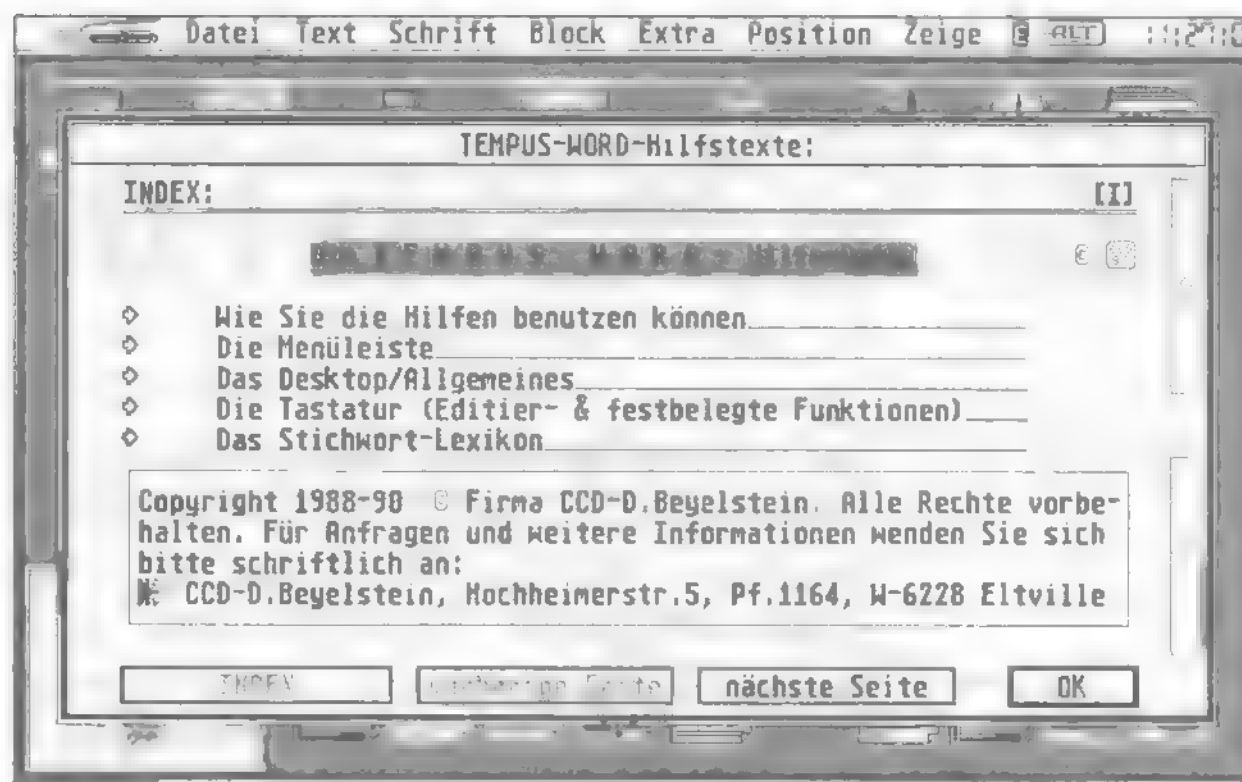 Datei Text Schrift Block Extra Position Zeige ALT
TEMPUS-WORD-Hilfstexte:
INDEX: [I]
Wie Sie die Hilfen benutzen können
Die Menüleiste
Das Desktop/Allgemeines
Die Tastatur (Editier- & festbelegte Funktionen)
Das Stichwort-Lexikon
Copyright 1988-90 © Firma CCD-D.Beyelstein. Alle Rechte vorbe-
halten. Für Anfragen und weitere Informationen wenden Sie sich
bitte schriftlich an:
CCD-D.Beyelstein, Hochheimerstr.5, Pf.1164, W-6228 Eltville
INDEX nächste Seite OK